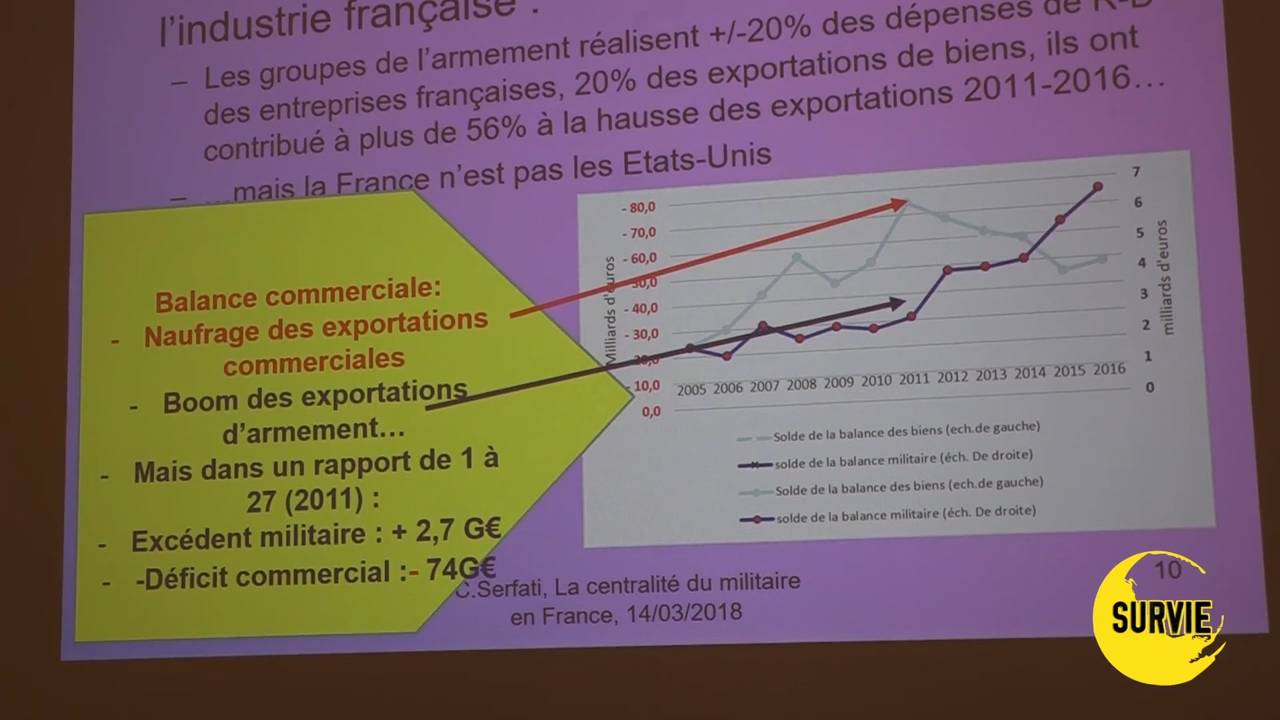 l'industrie française :
– Les groupes de l'armement réalisent +/-20% des dépenses de R-D
des entreprises françaises, 20% des exportations de biens, ils ont
contribué à plus de 56% à la hausse des exportations 2011-2016…
– …mais la France n'est pas les Etats-Unis
Balance commerciale:
- Naufrage des exportations
commerciales
- Boom des exportations
d'armement…
- Mais dans un rapport de 1 à
27 (2011) :
- Excédent militaire : + 2,7 G€
- -Déficit commercial :- 74G€
Milliards d'euros
- 80,0
- 70,0
- 60,0
- 50,0
- 40,0
- 30,0
- 20,0
- 10,0
0,0
7
6
5
4
3
2
1
0
milliards d'euros
2005 2006 2007 2008 2009 2010 2011 2012 2013 2014 2015 2016
Solde de la balance des biens (ech.de gauche)
solde de la balance militaire (éch. De droite)
Solde de la balance des biens (ech.de gauche)
solde de la balance militaire (éch. De droite)
C.Serfati, La centralité du militaire
en France, 14/03/2018
10
SURVIE